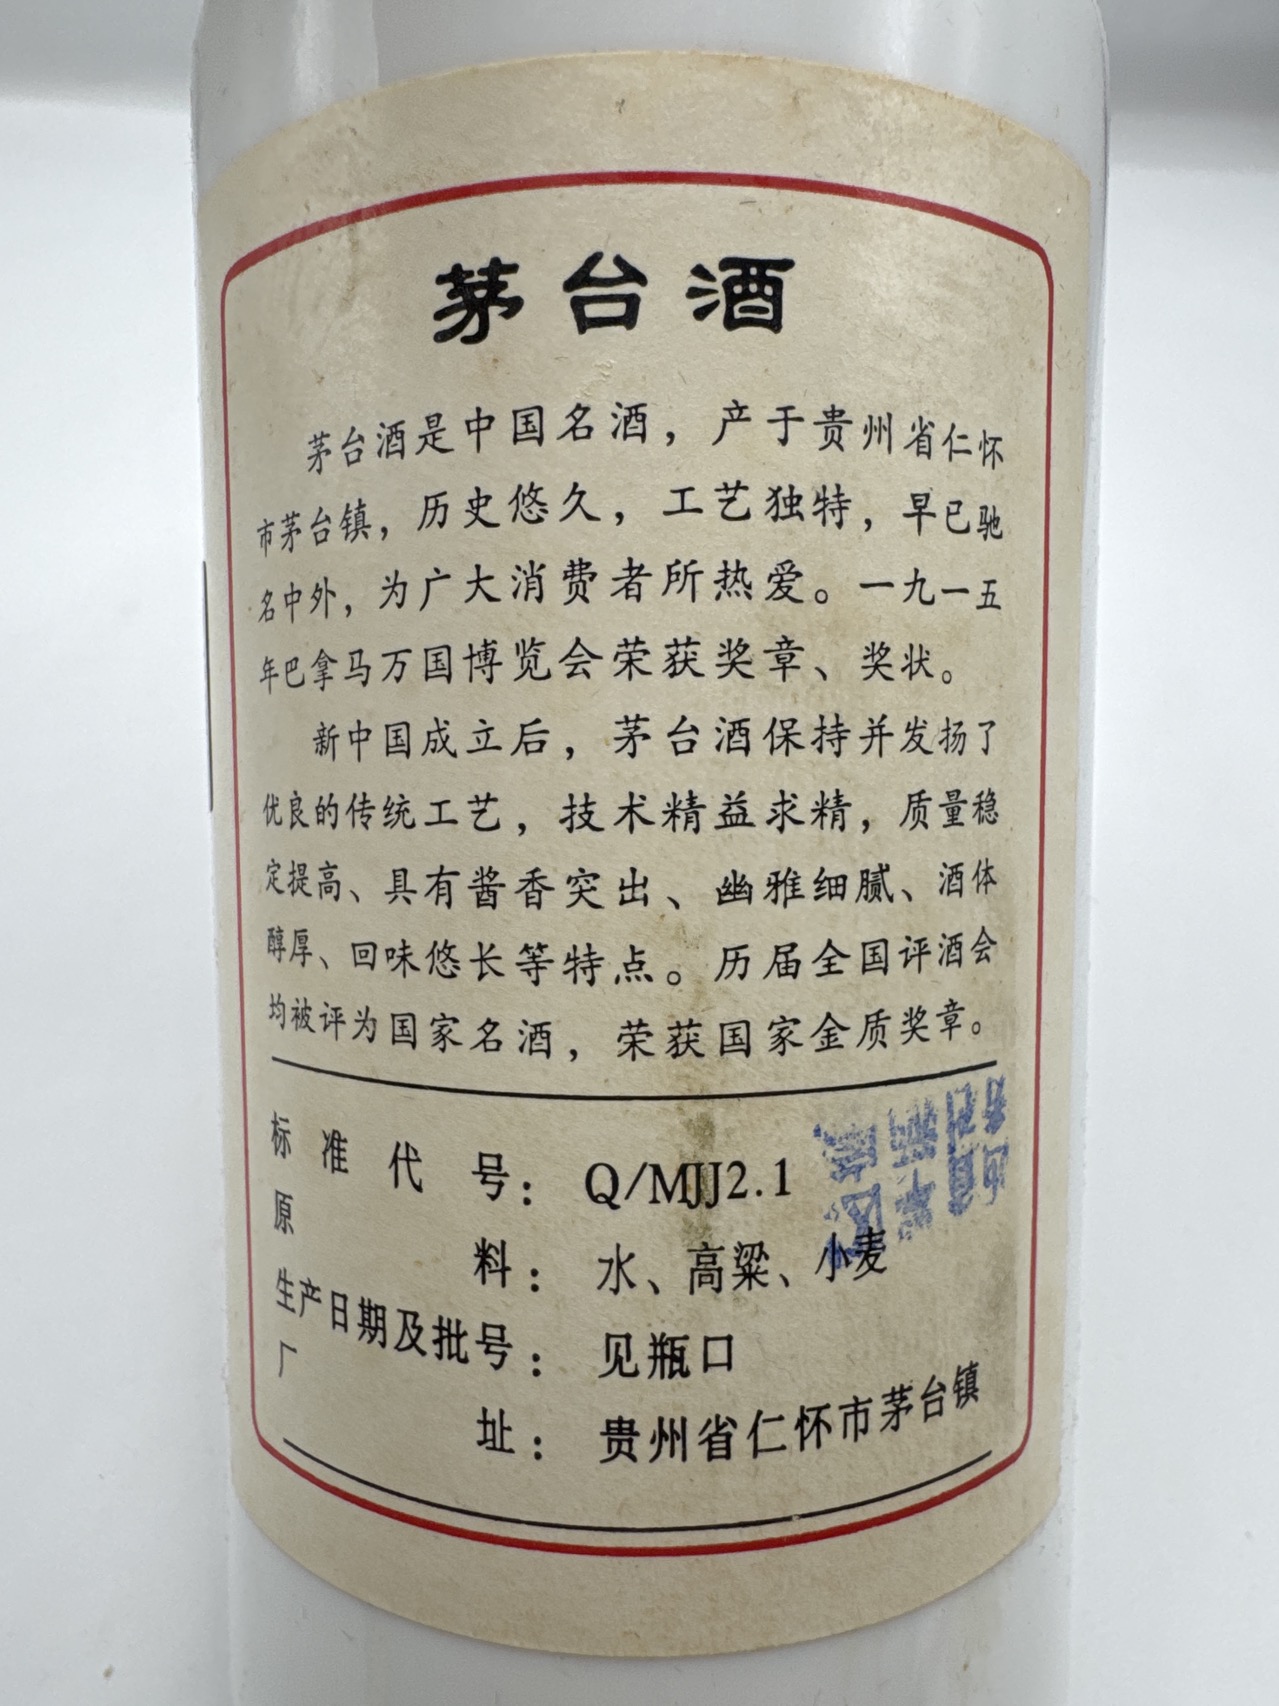 茅台酒
茅台酒是中国名酒，产于贵州省仁怀
市茅台镇，历史悠久，工艺独特，早已驰
名中外，为广大消费者所热爱。一九一五
年巴拿马万国博览会荣获奖章、奖状。
新中国成立后，茅台酒保持并发扬了
优良的传统工艺，技术精益求精，质量稳
定提高、具有酱香突出、幽雅细腻、酒体
醇厚、回味悠长等特点。历届全国评酒会
均被评为国家名酒，荣获国家金质奖章。
标准代号：Q/MJJ2.1
原料：水、高粱、小麦
生产日期及批号：见瓶口
厂址：贵州省仁怀市茅台镇